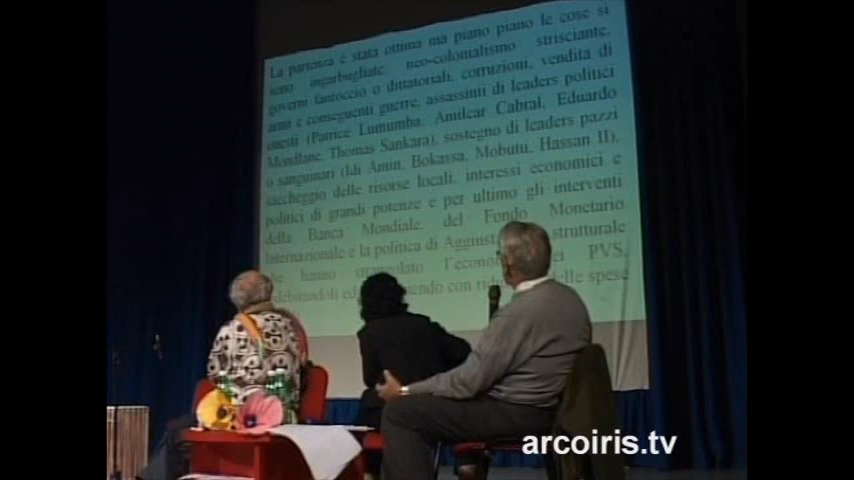 La partenza è stata ottima ma piano piano le cose si
sono ingarbugliate, neo-colonialismo strisciante,
governi fantoccio o dittatoriali, corruzioni, vendita di
armi e conseguenti guerre, assassinii di leaders politici
onesti (Patrice Lumumba, Amilcar Cabral, Eduardo
Mondlane, Thomas Sankara), sostegno di leaders pazzi
o sanguinari (Idi Amin, Bokassa, Mobutu, Hassan II),
saccheggio delle risorse locali, interessi economici e
politici di grandi potenze e per ultimo gli interventi
della Banca Mondiale, del Fondo Monetario
Internazionale e la politica di strutturale
che hanno PVS,
delle spese
arcoiris.tv